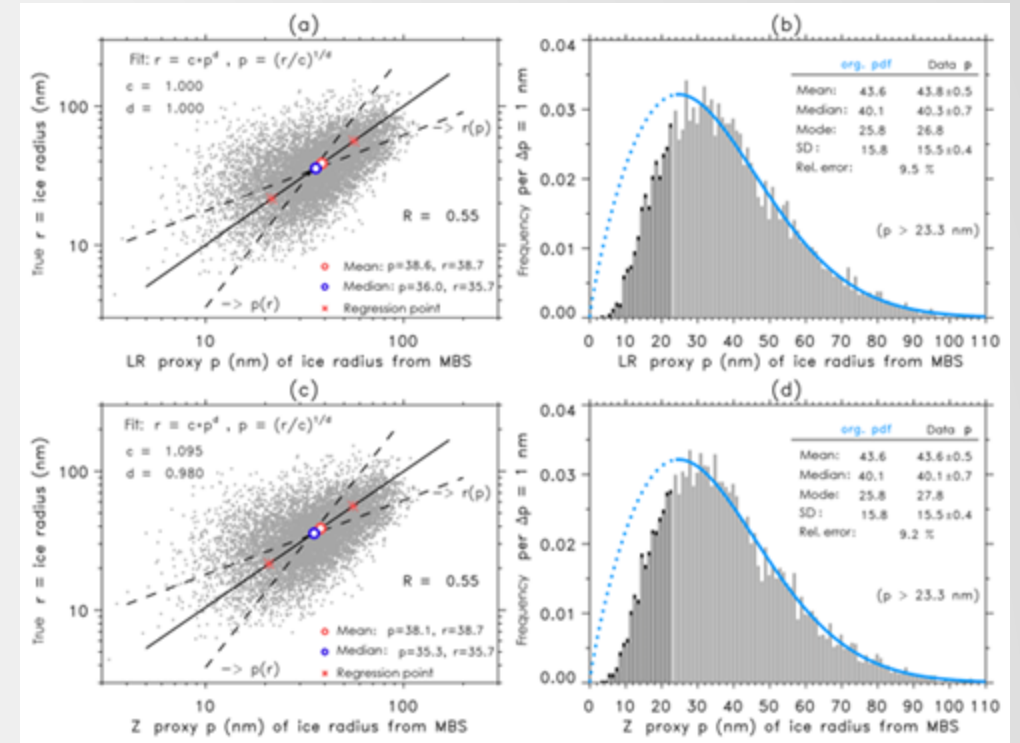 (a)
Fit: r = c*p^d , p = (r/c)^1/d
c = 1.000
d = 1.000
100
10
-> r(p)
R = 0.55
Mean: p=38.6, r=38.7
Median: p=36.0, r=35.7
Regression point
-> p(r)
10 100
True r = ice radius (nm)
LR proxy p (nm) of ice radius from MBS
(b)
0.04
0.03
0.02
0.01
0.00
Frequency per Δp = 1 nm
org. pdf Data p
Mean: 43.6 43.8±0.5
Median: 40.1 40.3±0.7
Mode: 25.8 26.8
SD : 15.8 15.5±0.4
Rel. error: 9.5 %
(p > 23.3 nm)
0 10 20 30 40 50 60 70 80 90 100 110
LR proxy p (nm) of ice radius from MBS
(c)
Fit: r = c*p^d , p = (r/c)^1/d
c = 1.095
d = 0.980
100
10
-> r(p)
R = 0.55
Mean: p=38.1, r=38.7
Median: p=35.3, r=35.7
Regression point
-> p(r)
10 100
True r = ice radius (nm)
Z proxy p (nm) of ice radius from MBS
(d)
0.04
0.03
0.02
0.01
0.00
Frequency per Δp = 1 nm
org. pdf Data p
Mean: 43.6 43.6±0.5
Median: 40.1 40.1±0.7
Mode: 25.8 27.8
SD : 15.8 15.5±0.4
Rel. error: 9.2 %
(p > 23.3 nm)
0 10 20 30 40 50 60 70 80 90 100 110
Z proxy p (nm) of ice radius from MBS